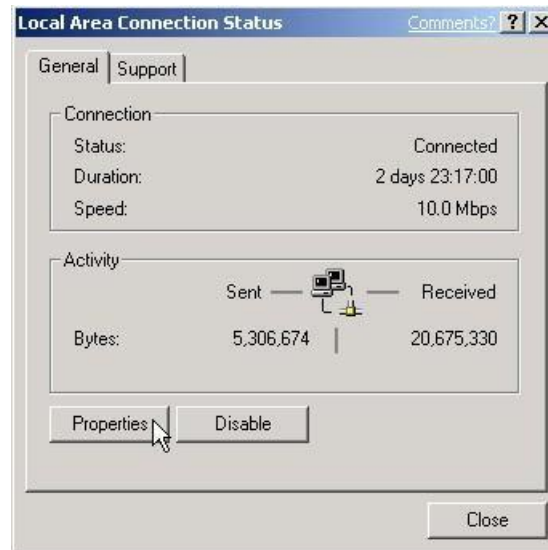 Local Area Connection Status Comments? ? X
General Support
Connection
Status: Connected
Duration: 2 days 23:17:00
Speed: 10.0 Mbps
Activity
Sent Received
Bytes: 5,306,674 20,675,330
Properties Disable
Close